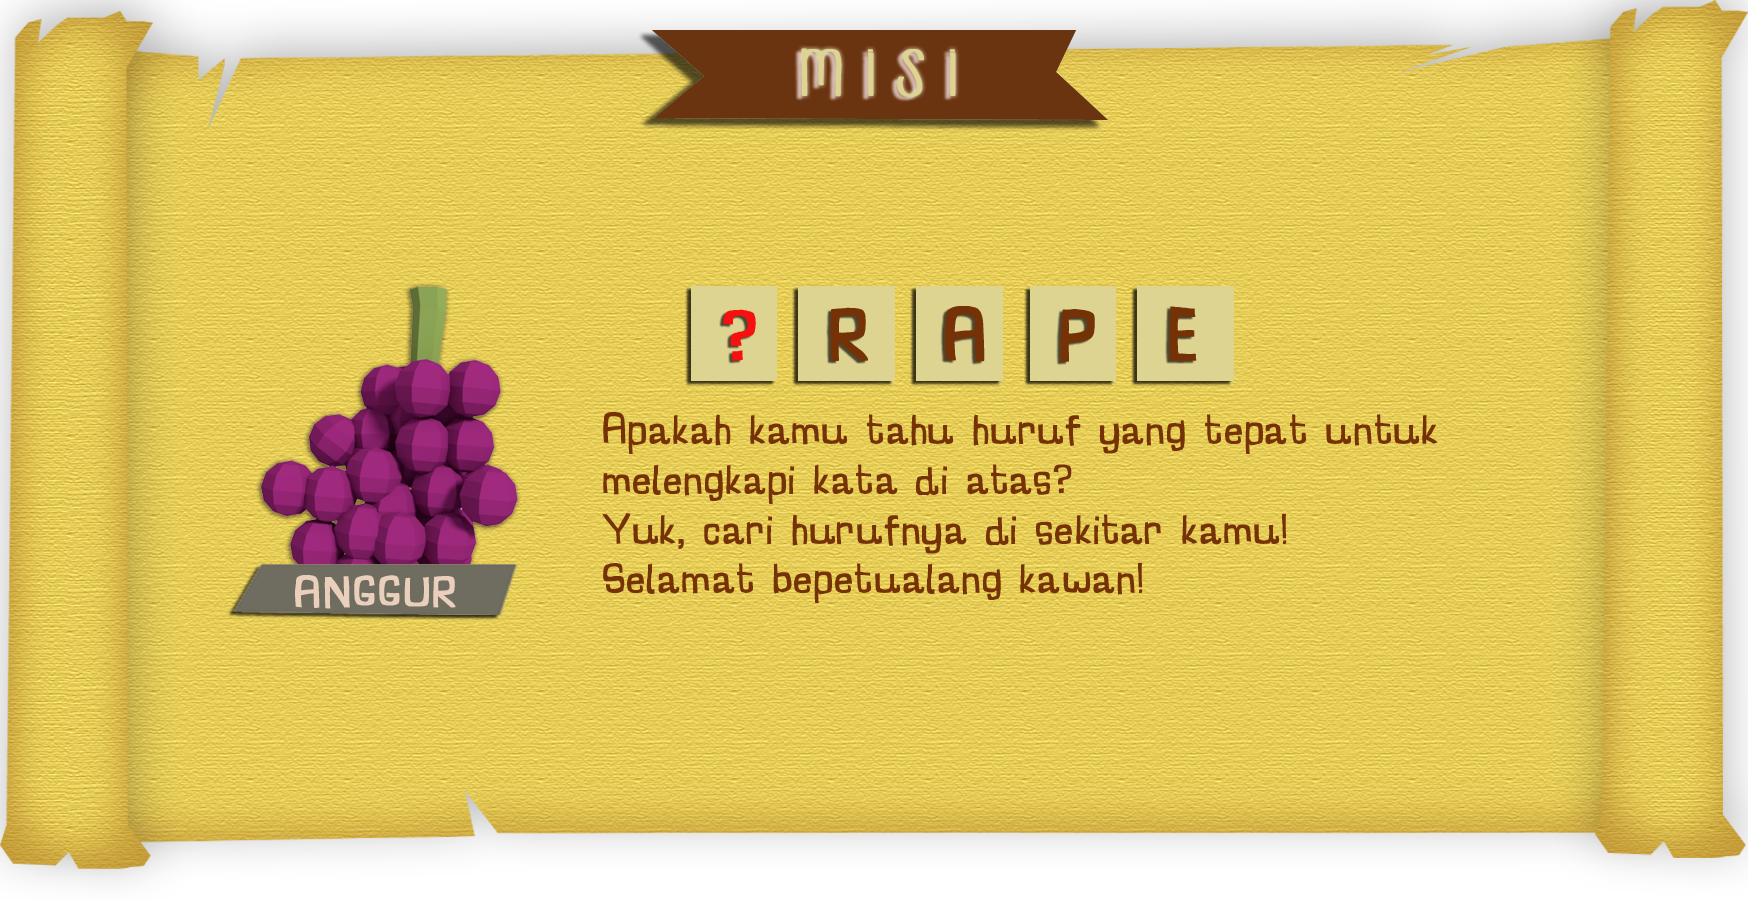 MISI
? R A P E
Apakah kamu tahu huruf yang tepat untuk
melengkapi kata di atas?
Yuk, cari hurufnya di sekitar kamu!
Selamat bepetualang kawan!
ANGGUR